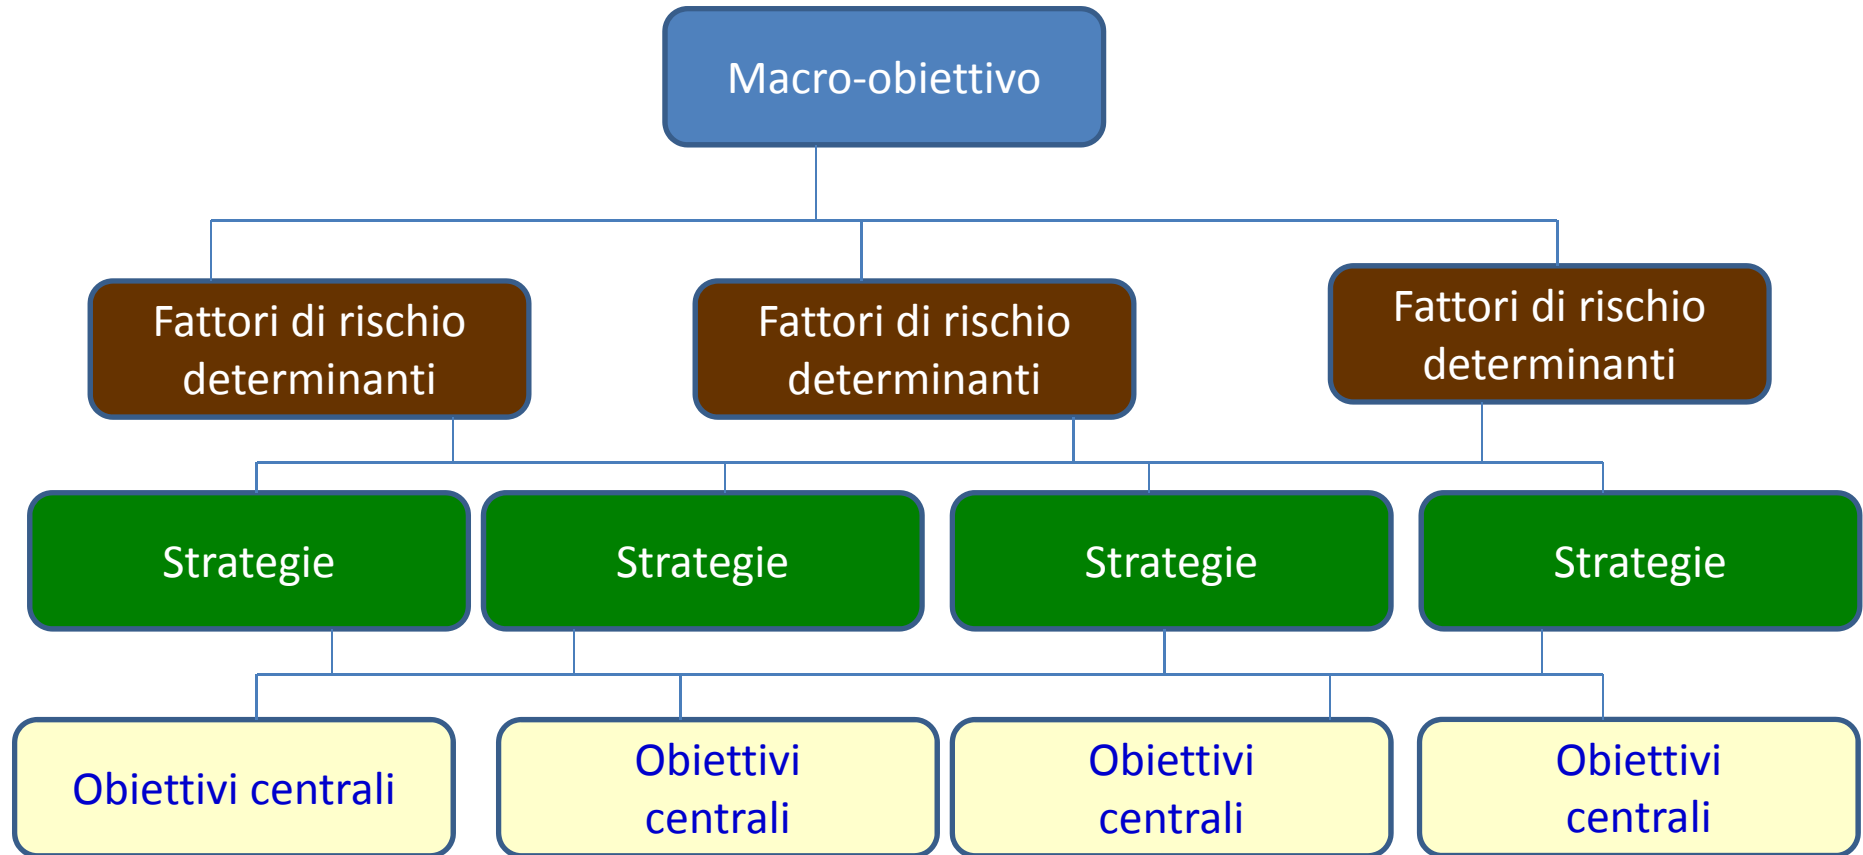 Macro-obiettivo
Fattori di rischio
determinanti
Fattori di rischio
determinanti
Fattori di rischio
determinanti
Strategie
Strategie
Strategie
Strategie
Obiettivi centrali
Obiettivi
centrali
Obiettivi
centrali
Obiettivi
centrali